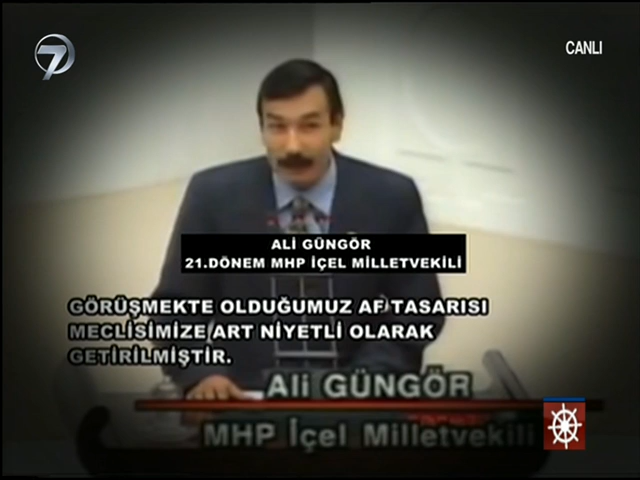 7
CANLI
ALİ GÜNGÖR
21.DÖNEM MHP İÇEL MİLLETVEKİLİ
GÖRÜŞMEKTE OLDUĞUMUZ AF TASARISI
MECLİSİMİZE ART NİYETLİ OLARAK
GETİRİLMİŞTİR.
Ali GÜNGÖR
MHP İçel Milletvekili